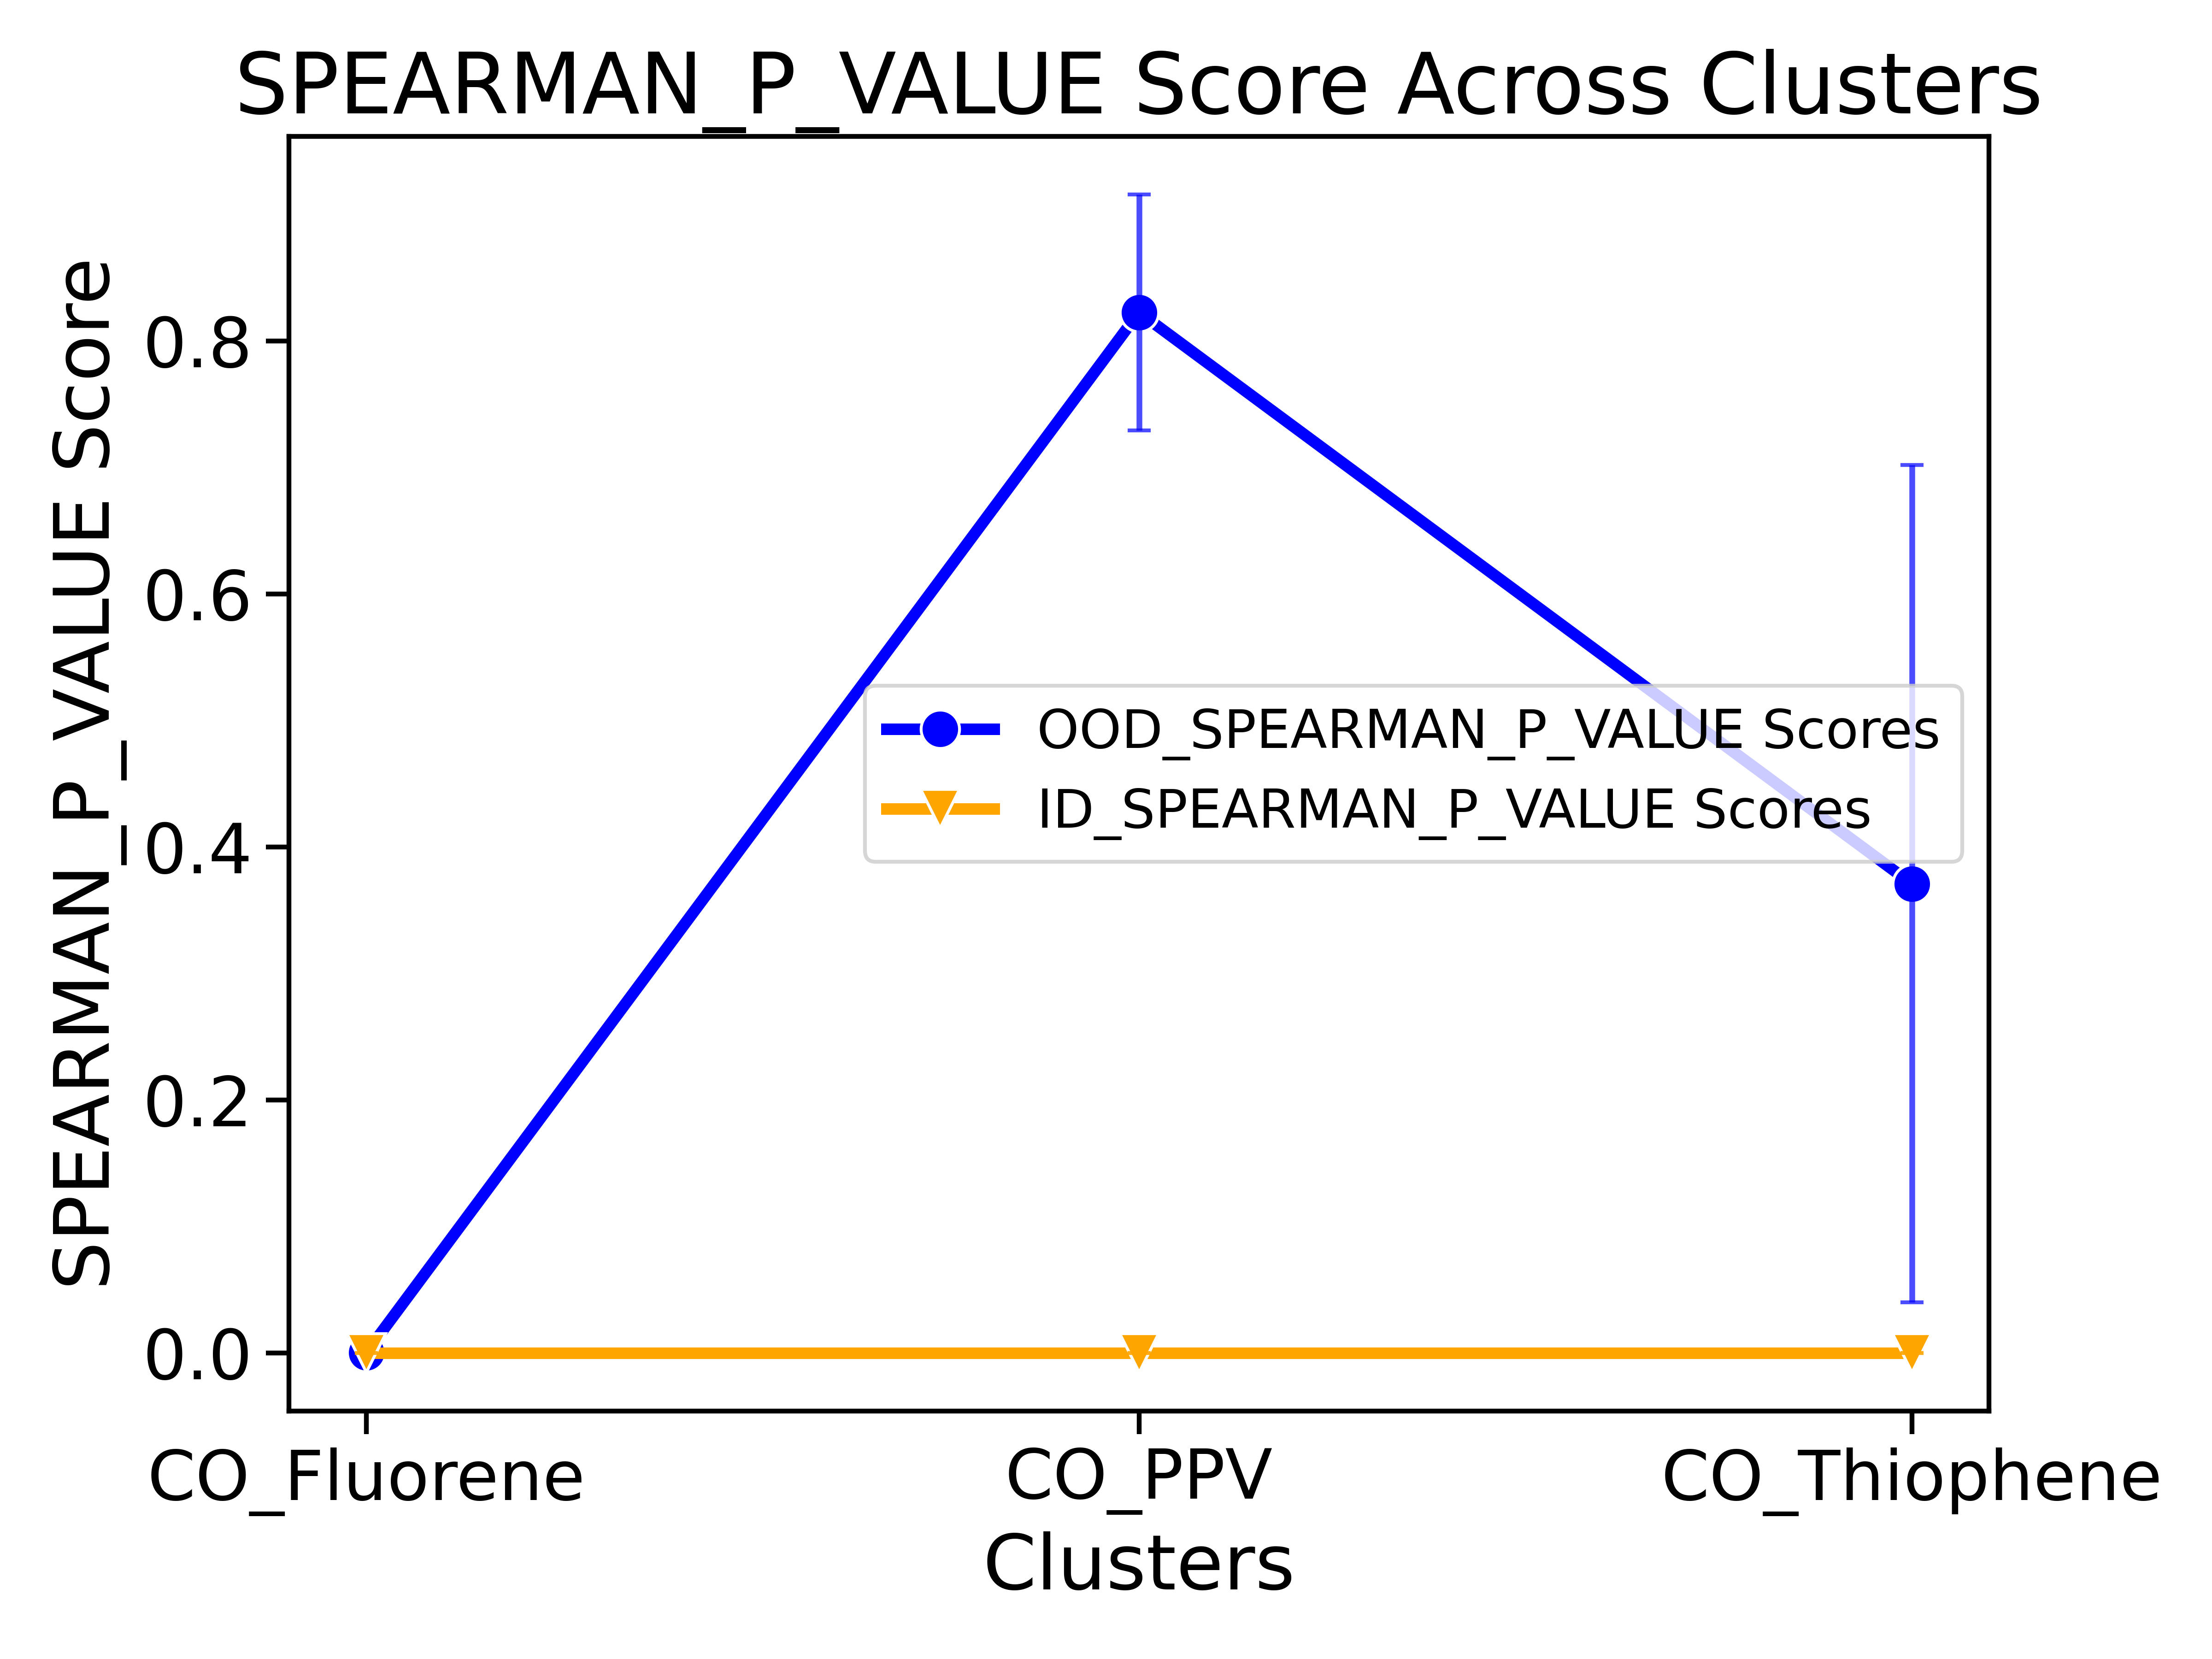 SPEARMAN_P_VALUE Score Across Clusters
SPEARMAN_P_VALUE Score
0.8
0.6
0.4
0.2
0.0
OOD_SPEARMAN_P_VALUE Scores
ID_SPEARMAN_P_VALUE Scores
CO_Fluorene
CO_PPV
CO_Thiophene
Clusters